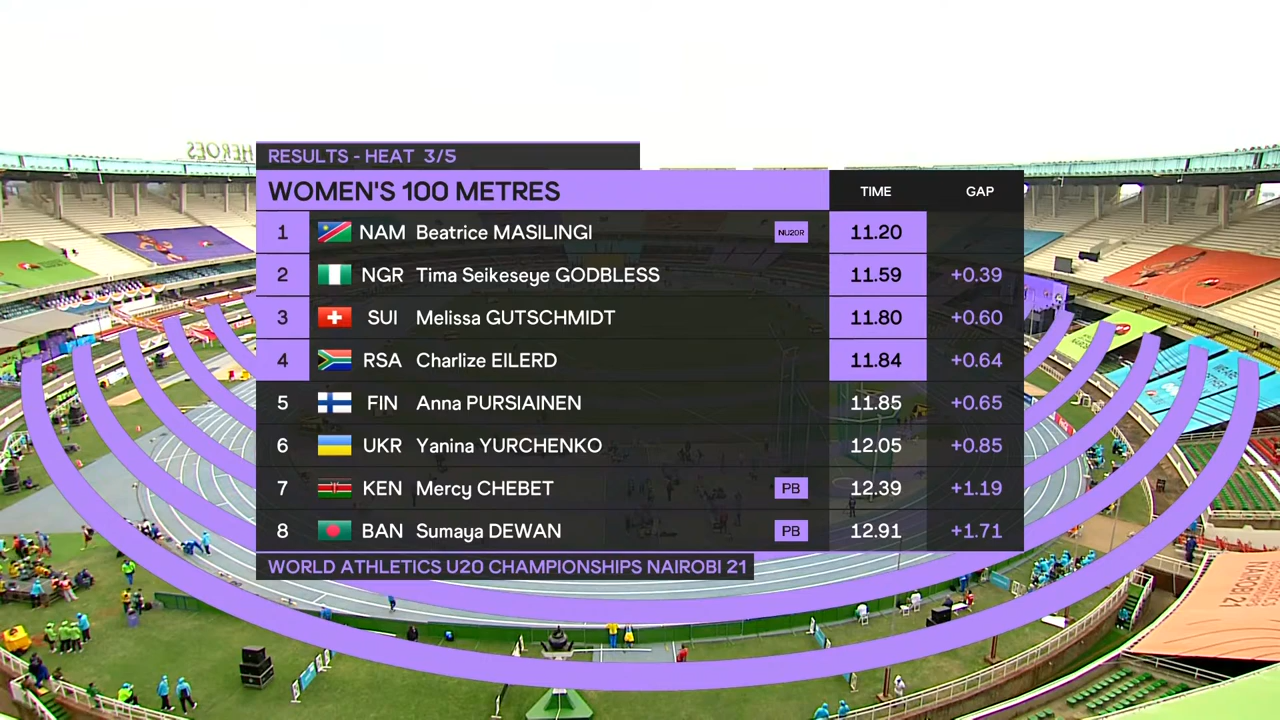 HEROES
RESULTS - HEAT 3/5
WOMEN'S 100 METRES TIME GAP
1 NAM Beatrice MASILINGI NU20R 11.20
2 NGR Tima Seikeseye GODBLESS 11.59 +0.39
3 SUI Melissa GUTSCHMIDT 11.80 +0.60
4 RSA Charlize EILERD 11.84 +0.64
5 FIN Anna PURSIAINEN 11.85 +0.65
6 UKR Yanina YURCHENKO 12.05 +0.85
7 KEN Mercy CHEBET PB 12.39 +1.19
8 BAN Sumaya DEWAN PB 12.91 +1.71
WORLD ATHLETICS U20 CHAMPIONSHIPS NAIROBI 21
NAIROBI 21